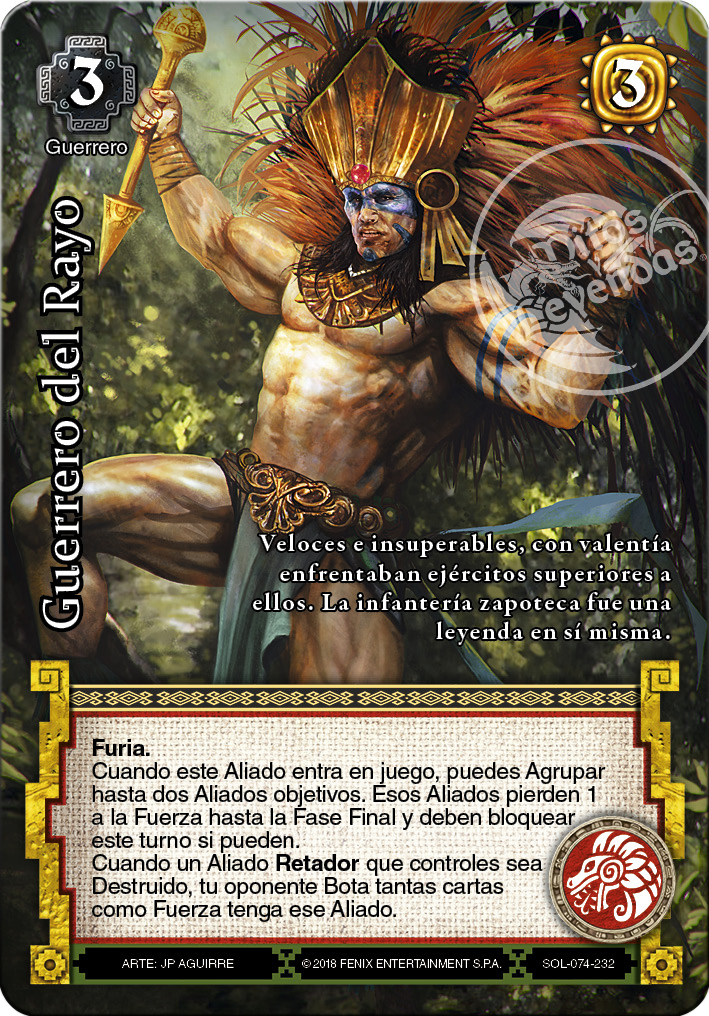 3
3
Guerrero
Mitos y
Leyendas
Guerrero del Rayo
Veloces e insuperables, con valentía
enfrentaban ejércitos superiores a
ellos. La infantería zapoteca fue una
leyenda en sí misma.
Furia.
Cuando este Aliado entra en juego, puedes Agrupar
hasta dos Aliados objetivos. Esos Aliados pierden 1
a la Fuerza hasta la Fase Final y deben bloquear
este turno si pueden.
Cuando un Aliado Retador que controles sea
Destruido, tu oponente Bota tantas cartas
como Fuerza tenga ese Aliado.
ARTE: JP AGUIRRE
© 2018 FENIX ENTERTAINMENT S.P.A.
SOL-074-232